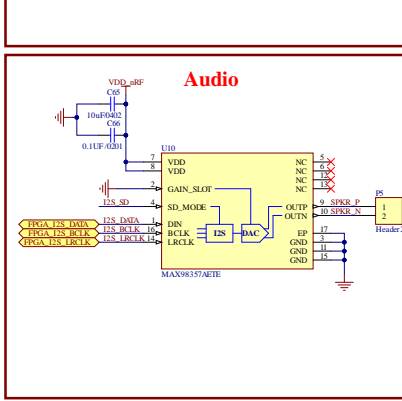 Audio
VDD_nRF
C65
10uF/0402
C66
0.1UF/0201
U10
7 VDD
8 VDD
2 GAIN_SLOT
I2S_SD 4 SD_MODE
FPGA_I2S_DATA I2S_DATA 1 DIN
FPGA_I2S_BCLK I2S_BCLK 16 BCLK
FPGA_I2S_LRCLK I2S_LRCLK 14 LRCLK
I2S DAC
NC 5
NC 6
NC 12
NC 13
OUTP 9 SPKR_P
OUTN 10 SPKR_N
EP 17
GND 3
GND 11
GND 15
MAX98357AETE
P5
1
2
Header2